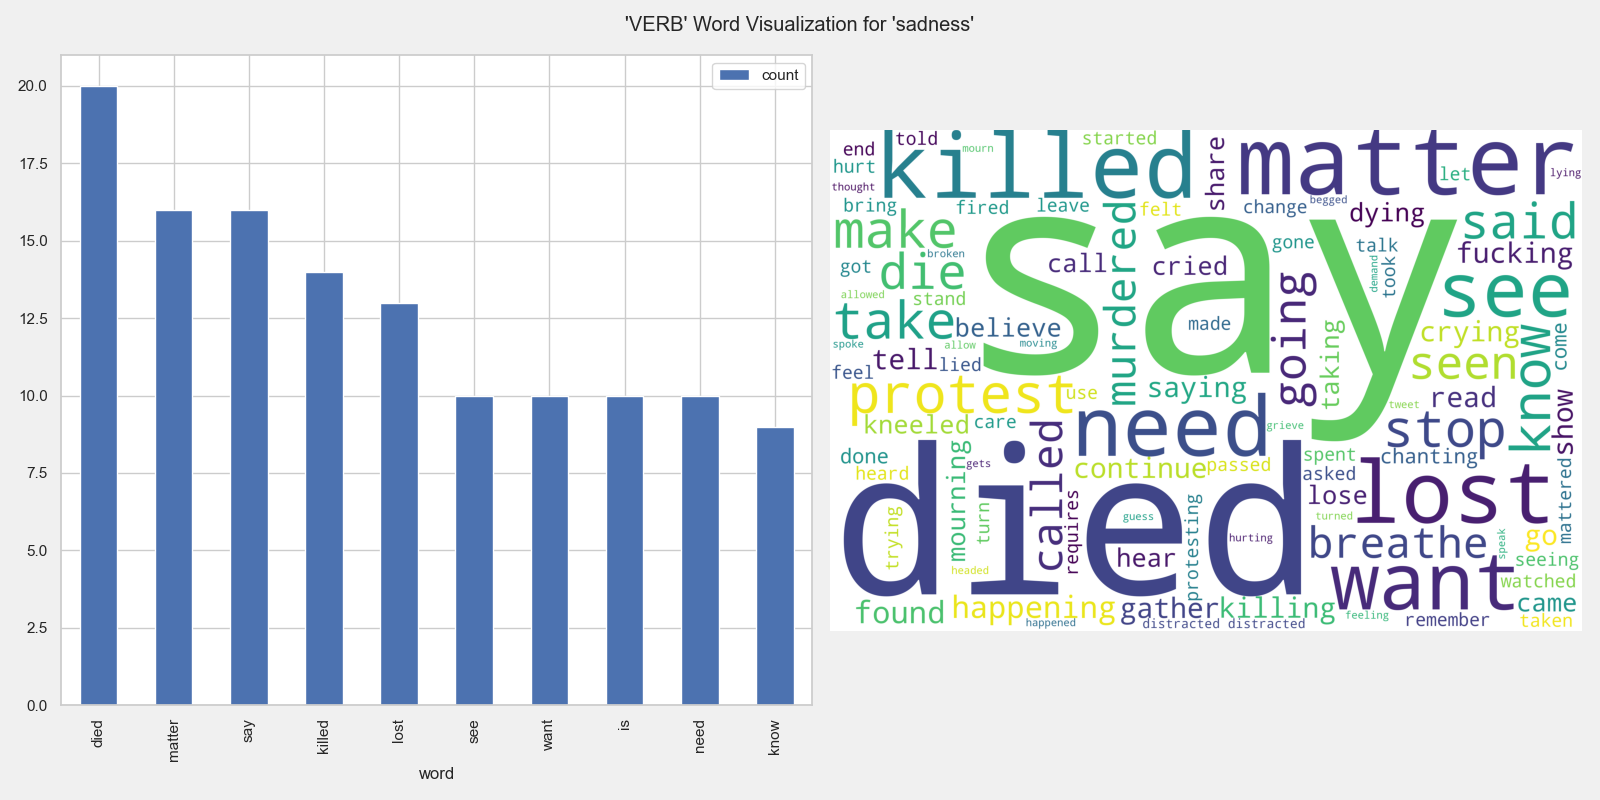 'VERB' Word Visualization for 'sadness'
count
20.0
17.5
15.0
12.5
10.0
7.5
5.0
2.5
0.0
died
matter
say
killed
lost
see
want
is
need
know
word
end
told
mourn
killed
started
share
matter
hurt
let
lying
thought
bring
fired
leave
murdered
felt
change
begged
dying
said
make
say
gone
talk
fucking
got
broken
die
call
cried
demand
took
see
allowed
stand
going
take
believe
made
taking
crying
know
come
spoke
allow
moving
tell
lied
seen
feel
protest
use
saying
tweet
read
show
kneeled
care
need
grieve
stop
done
mourning
gets
called
continue
passed
spent
chanting
heard
asked
lost
mattered
died
requires
lose
trying
turn
guess
protesting
turned
go
hear
hurting
breathe
speak
seeing
headed
want
watched
found
happening
gather
killing
came
happened
distracted distracted
feeling
remember
taken